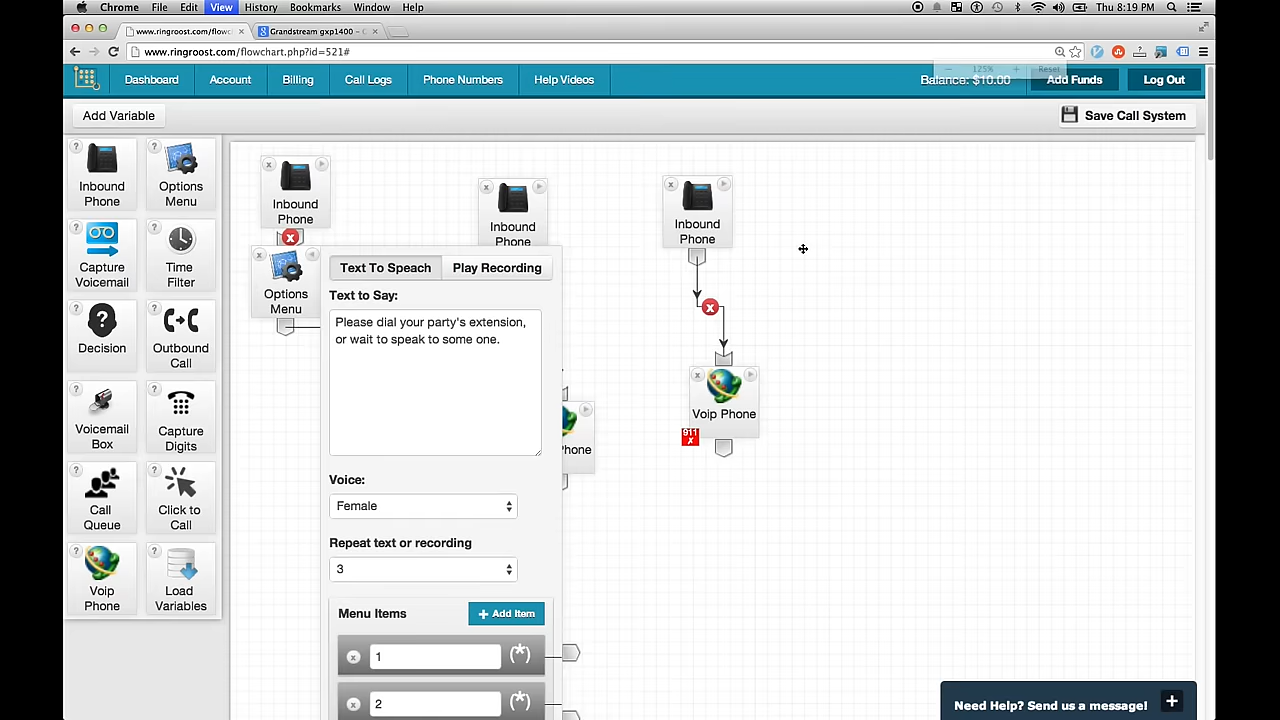 Chrome File Edit View History Bookmarks Window Help Thu 8:19 PM
www.ringroost.com/flowc Grandstream gxp1400 –
www.ringroost.com/flowchart.php?id=521#
125% Reset
Dashboard Account Billing Call Logs Phone Numbers Help Videos Balance: $10.00 Add Funds Log Out
Add Variable Save Call System
Inbound
Phone
Options
Menu
Capture
Voicemail
Time
Filter
Decision
Outbound
Call
Voicemail
Box
Capture
Digits
Call
Queue
Click to
Call
Voip
Phone
Load
Variables
Inbound
Phone
Options
Menu
Inbound
Phone
Inbound
Phone
Voip Phone
911
X
Phone
Text To Speach Play Recording
Text to Say:
Please dial your party's extension,
or wait to speak to some one.
Voice:
Female
Repeat text or recording
3
Menu Items + Add Item
x 1 (*)
x 2 (*)
Need Help? Send us a message! +